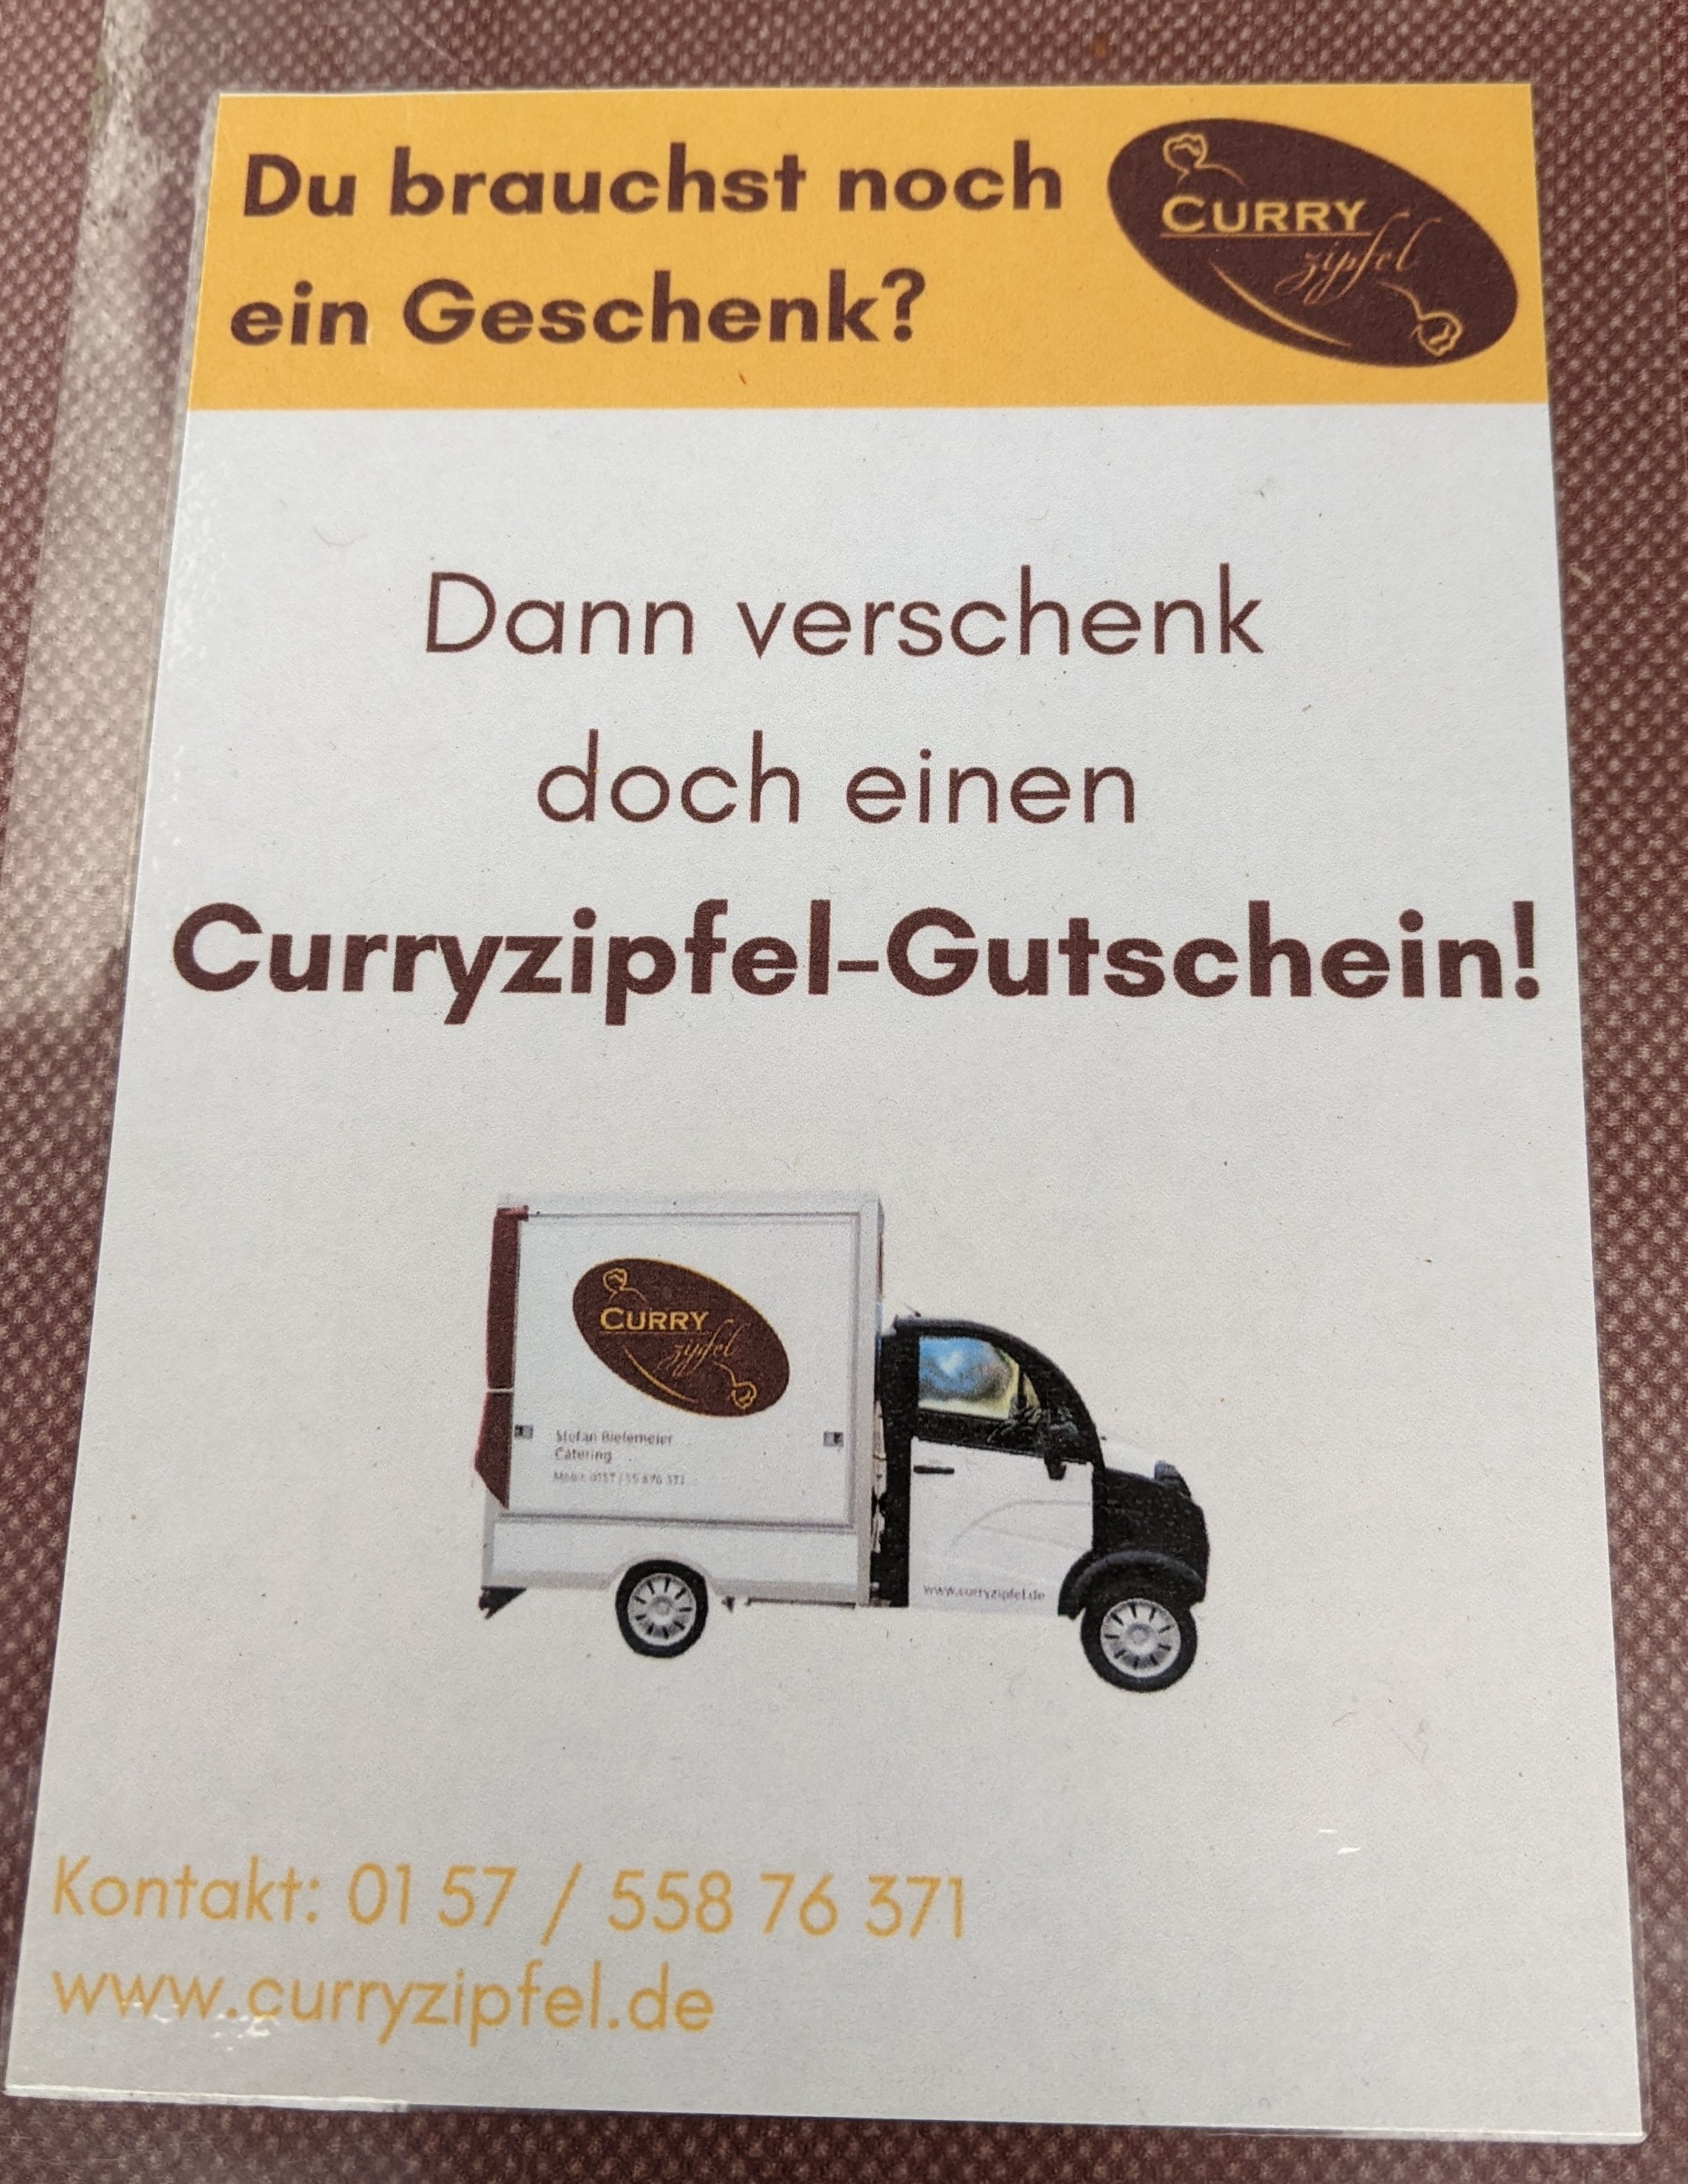 Du brauchst noch
ein Geschenk?
CURRY
zipfel
Dann verschenk
doch einen
Curryzipfel-Gutschein!
CURRY
zipfel
Stefan
Catering
www.curryzipfel.de
Kontakt: 01 57 / 558 76 371
www.curryzipfel.de